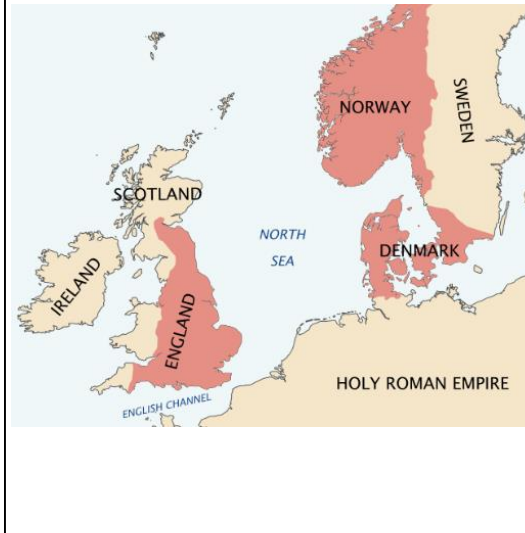 NORWAY
SWEDEN
SCOTLAND
NORTH
SEA
DENMARK
IRELAND
ENGLAND
HOLY ROMAN EMPIRE
ENGLISH CHANNEL